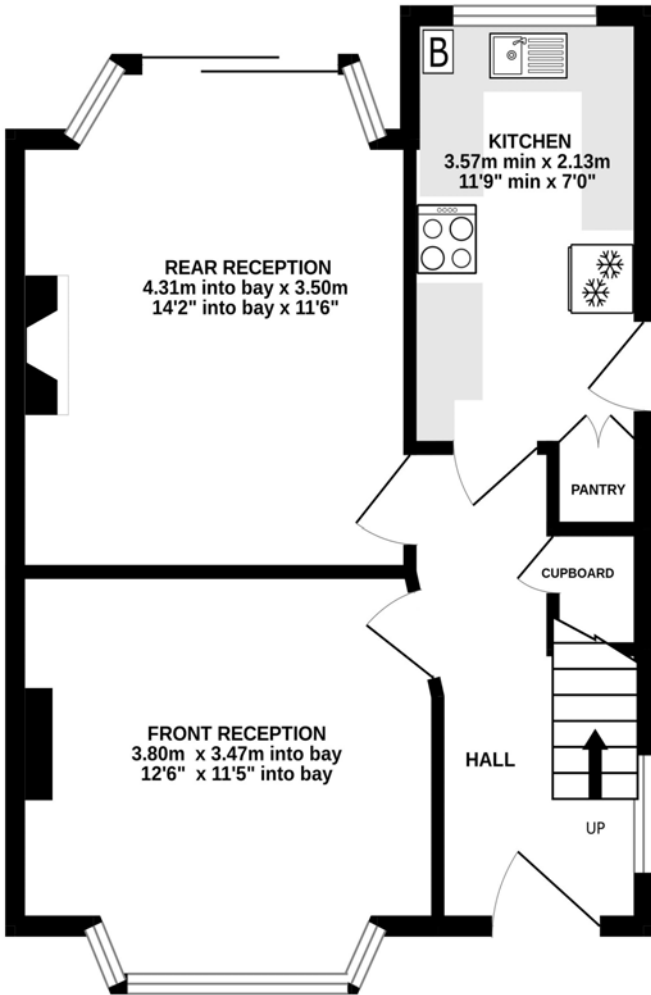 B
KITCHEN
3.57m min x 2.13m
11'9" min x 7'0"
REAR RECEPTION
4.31m into bay x 3.50m
14'2" into bay x 11'6"
PANTRY
CUPBOARD
FRONT RECEPTION
3.80m x 3.47m into bay
12'6" x 11'5" into bay
HALL
UP